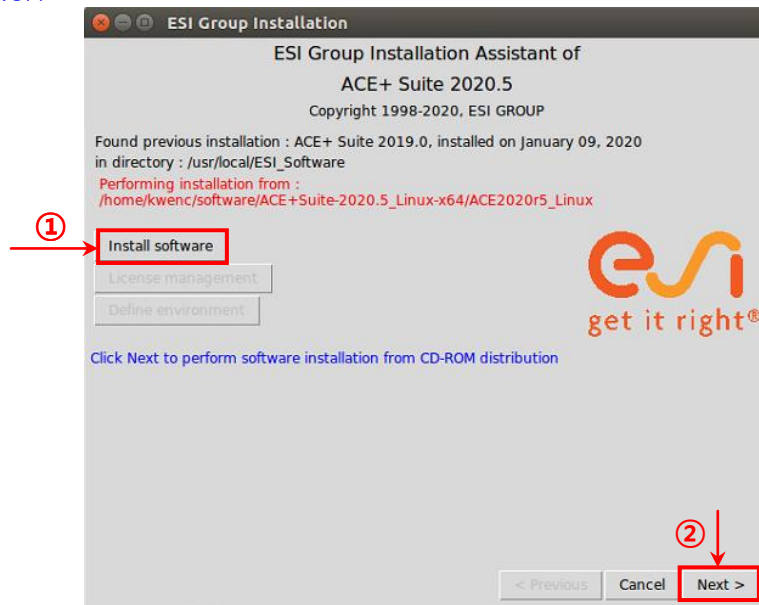 ESI Group Installation
ESI Group Installation Assistant of
ACE+ Suite 2020.5
Copyright 1998-2020, ESI GROUP
Found previous installation : ACE+ Suite 2019.0, installed on January 09, 2020
in directory : /usr/local/ESI_Software
Performing installation from :
/home/kwenc/software/ACE+Suite-2020.5_Linux-x64/ACE2020r5_Linux
①
Install software
License management
Define environment
esi
get it right®
Click Next to perform software installation from CD-ROM distribution
②
< Previous
Cancel
Next >